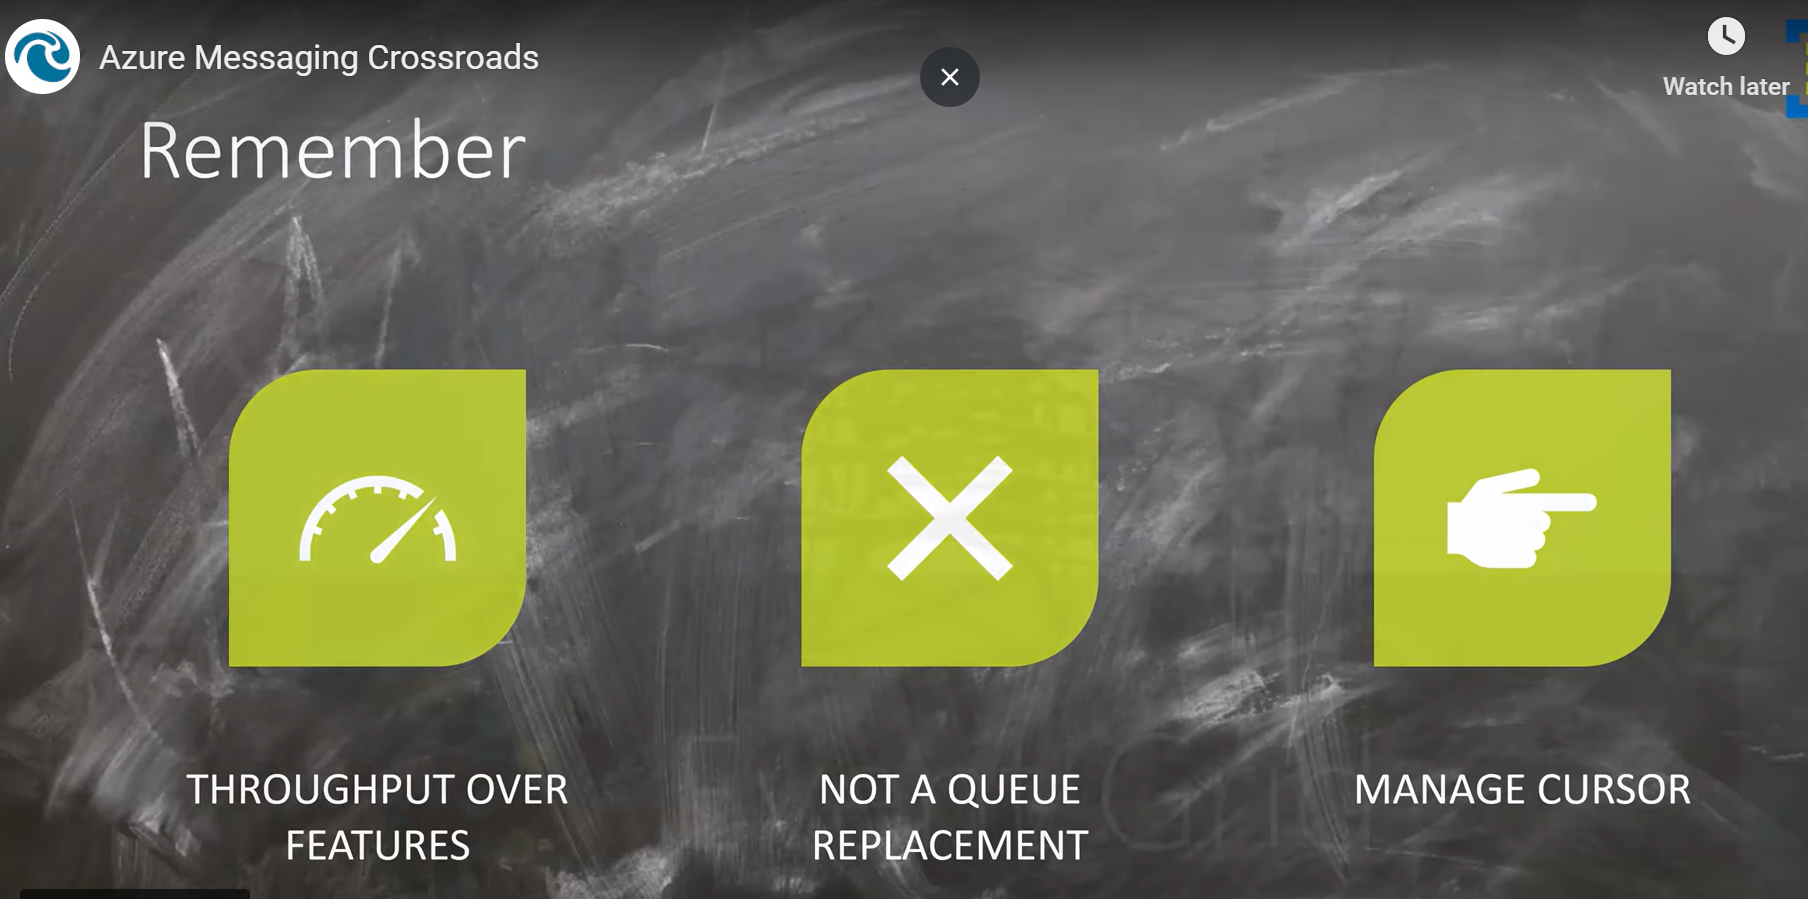 Azure Messaging Crossroads
Watch later
Remember
THROUGHPUT OVER
FEATURES
NOT A QUEUE
REPLACEMENT
MANAGE CURSOR